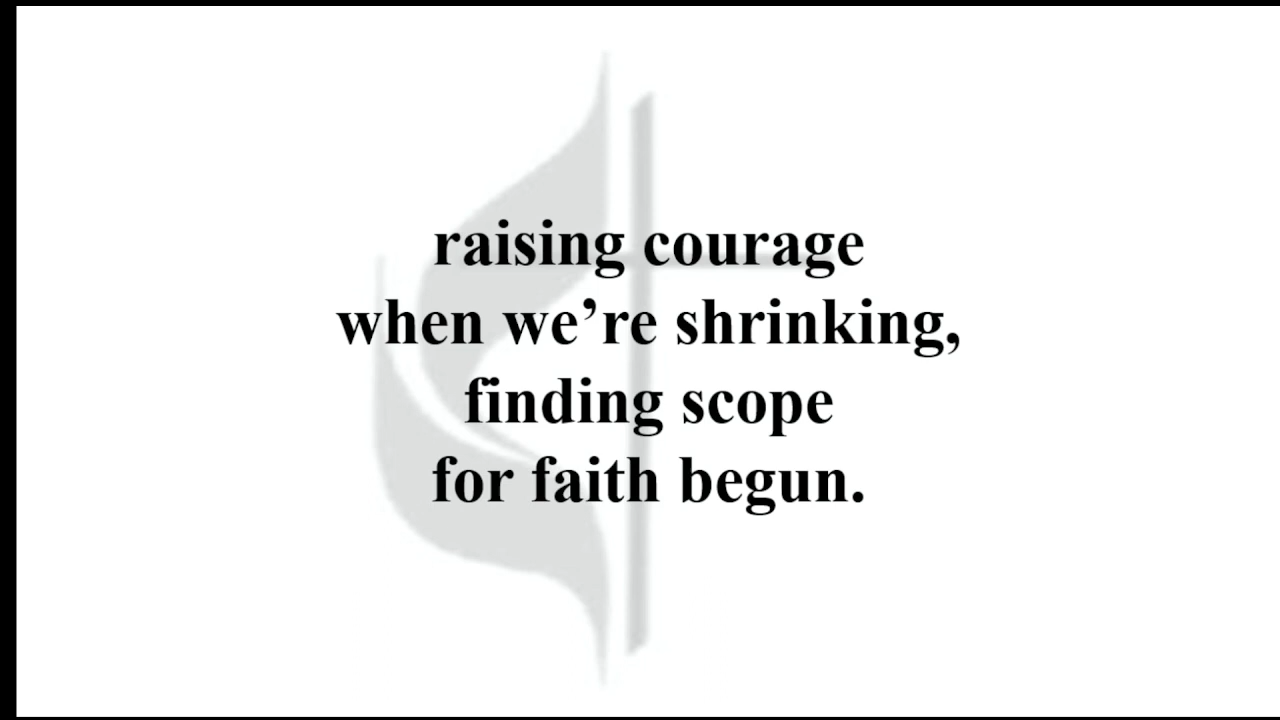 raising courage
when we’re shrinking,
finding scope
for faith begun.